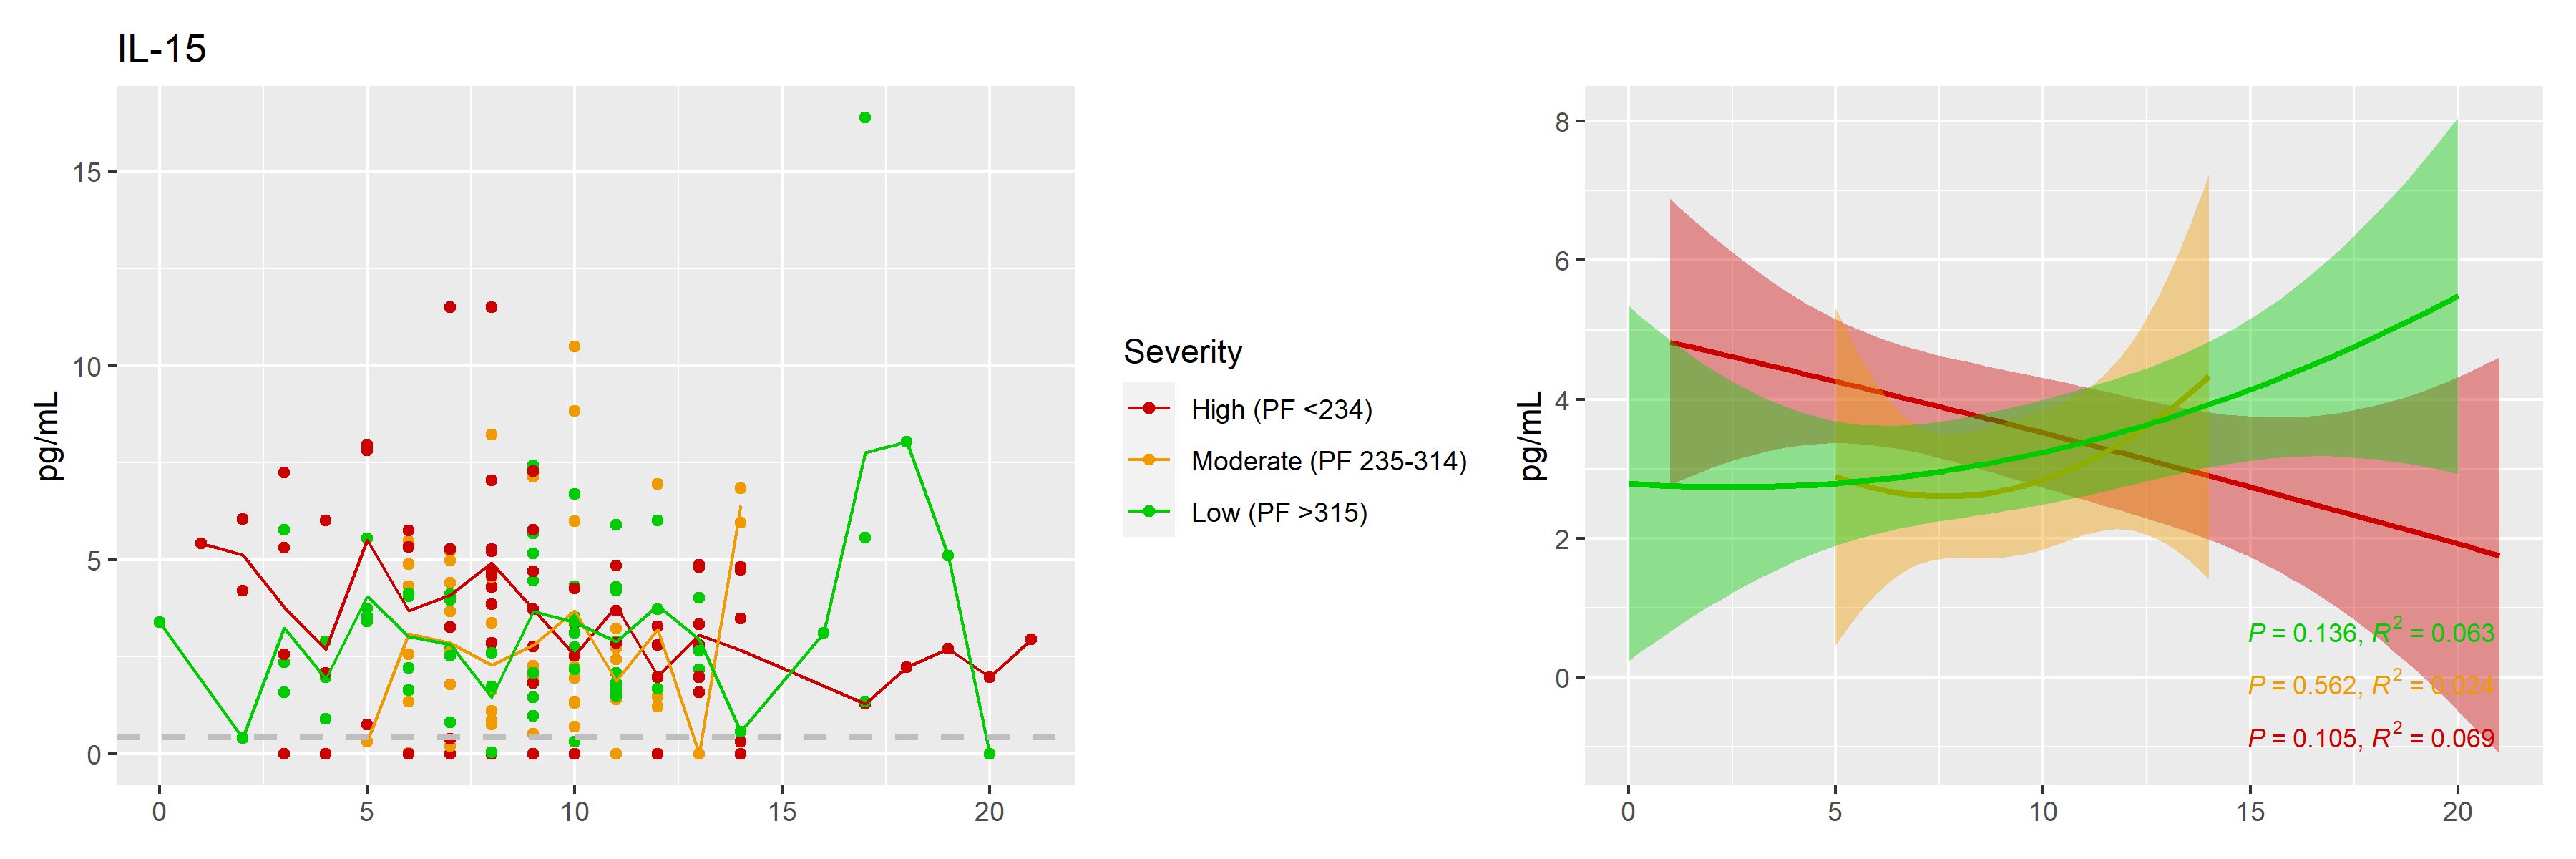 IL-15
pg/mL
15
10
5
0
0 5 10 15 20
Severity
High (PF <234)
Moderate (PF 235-314)
Low (PF >315)
pg/mL
8
6
4
2
0
P = 0.136, R² = 0.063
P = 0.562, R² = 0.024
P = 0.105, R² = 0.069
0 5 10 15 20